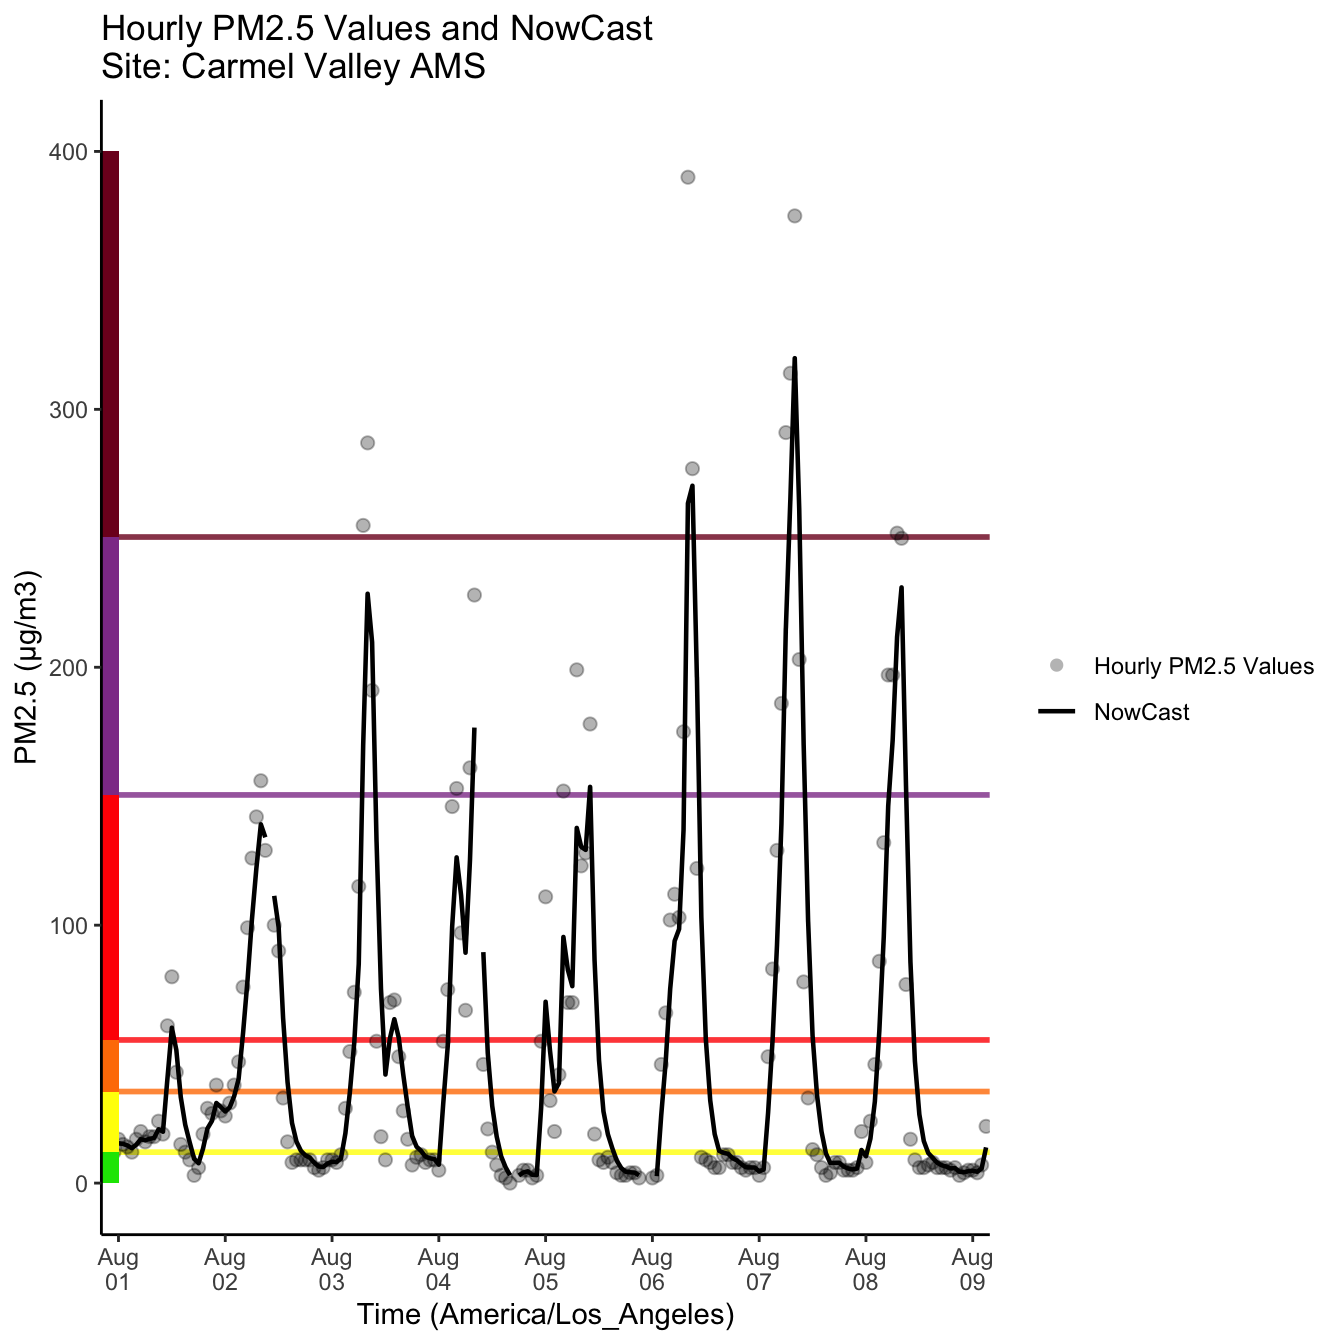 Hourly PM2.5 Values and NowCast
Site: Carmel Valley AMS
PM2.5 (µg/m3)
400
300
200
100
0
Hourly PM2.5 Values
NowCast
Aug Aug Aug Aug Aug Aug Aug Aug Aug
01 02 03 04 05 06 07 08 09
Time (America/Los_Angeles)